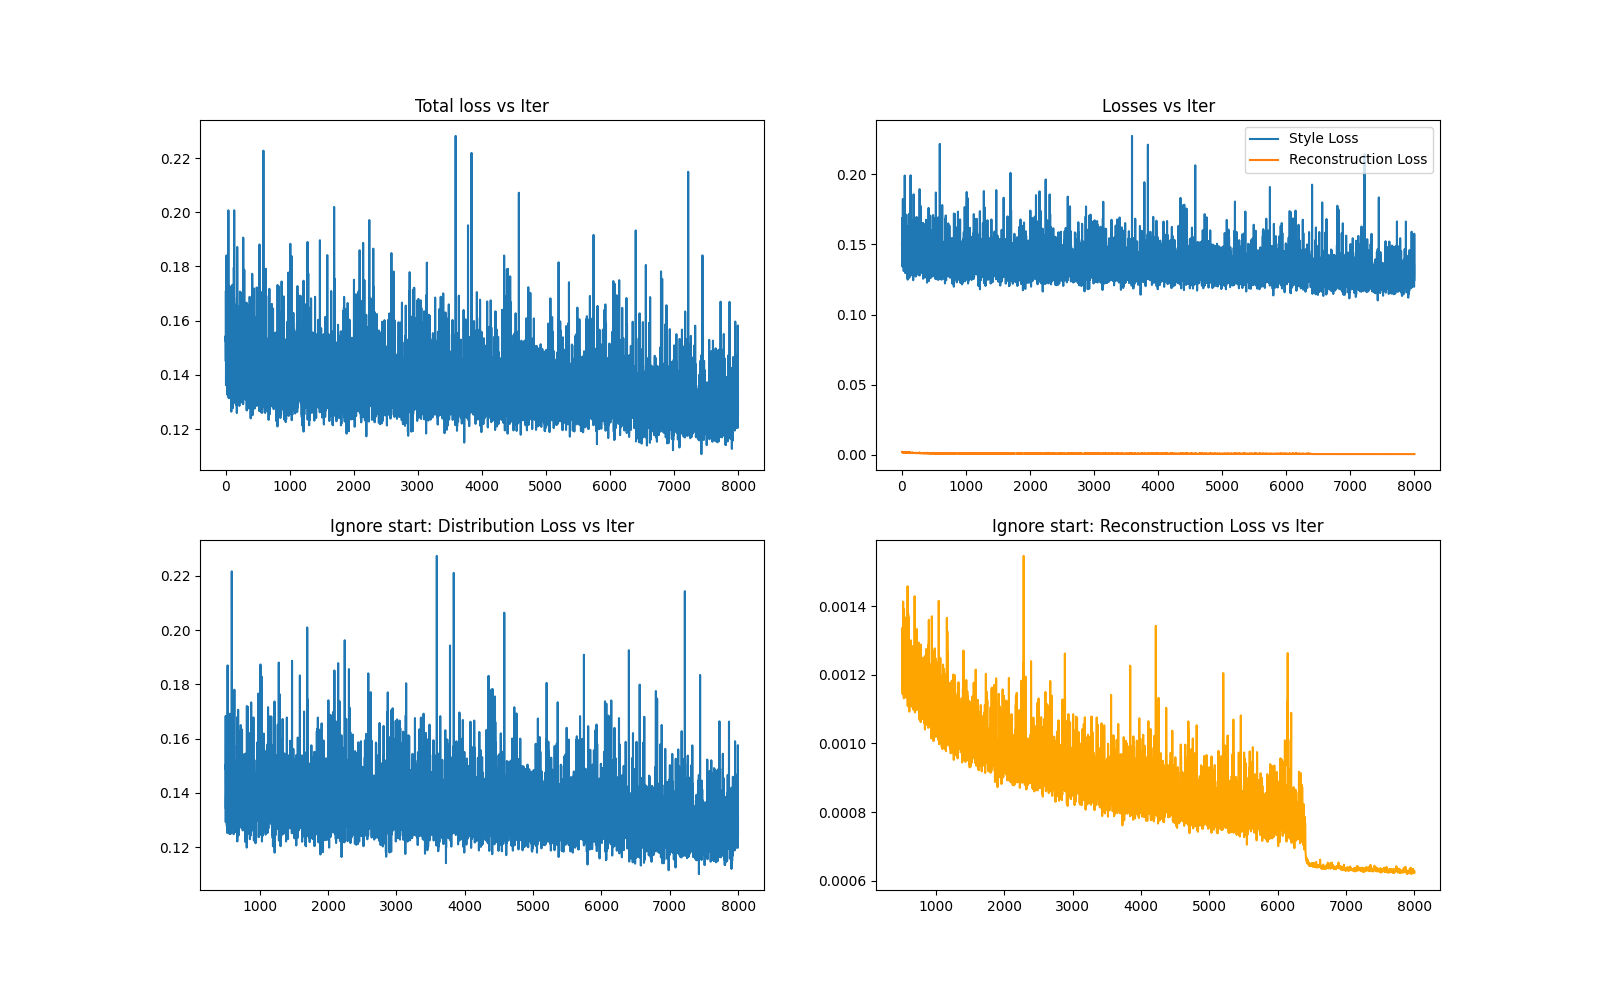 Total loss vs Iter
0.22
0.20
0.18
0.16
0.14
0.12
0 1000 2000 3000 4000 5000 6000 7000 8000
Losses vs Iter
Style Loss
Reconstruction Loss
0.20
0.15
0.10
0.05
0.00
0 1000 2000 3000 4000 5000 6000 7000 8000
Ignore start: Distribution Loss vs Iter
0.22
0.20
0.18
0.16
0.14
0.12
1000 2000 3000 4000 5000 6000 7000 8000
Ignore start: Reconstruction Loss vs Iter
0.0014
0.0012
0.0010
0.0008
0.0006
1000 2000 3000 4000 5000 6000 7000 8000